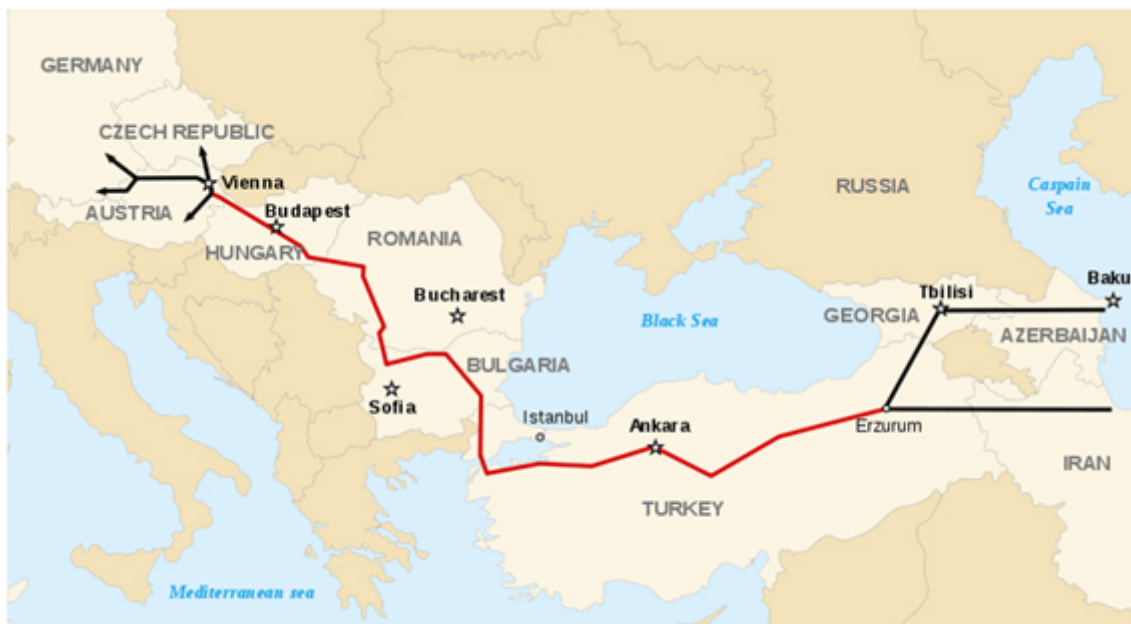 GERMANY
CZECH REPUBLIC
Vienna
AUSTRIA
Budapest
HUNGARY
ROMANIA
Bucharest
BULGARIA
Sofia
Istanbul
Ankara
TURKEY
Black Sea
RUSSIA
Caspain
Sea
Tbilisi
Baku
GEORGIA
AZERBAIJAN
Erzurum
IRAN
Mediterranean sea